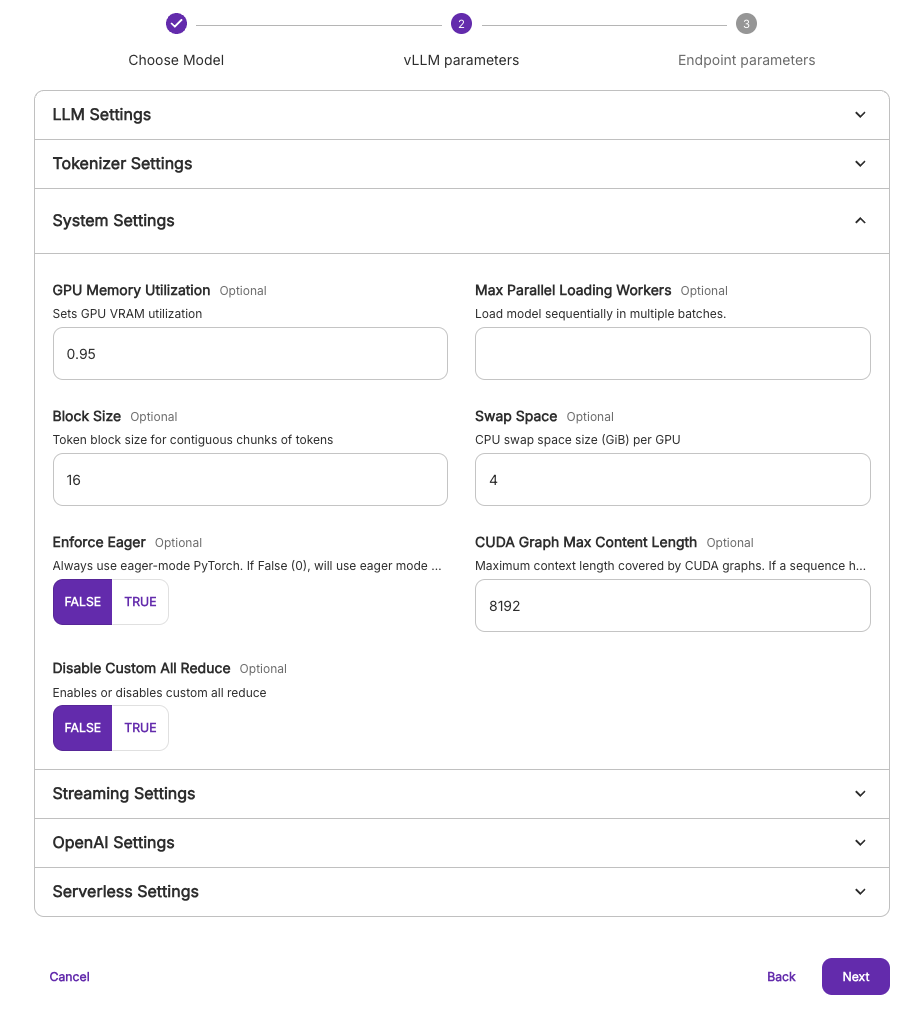 2 3
Choose Model vLLM parameters Endpoint parameters
LLM Settings
Tokenizer Settings
System Settings
GPU Memory Utilization Optional
Sets GPU VRAM utilization
0.95
Max Parallel Loading Workers Optional
Load model sequentially in multiple batches.
Block Size Optional
Token block size for contiguous chunks of tokens
16
Swap Space Optional
CPU swap space size (GiB) per GPU
4
Enforce Eager Optional
Always use eager-mode PyTorch. If False (0), will use eager mode ...
FALSE TRUE
CUDA Graph Max Content Length Optional
Maximum context length covered by CUDA graphs. If a sequence h...
8192
Disable Custom All Reduce Optional
Enables or disables custom all reduce
FALSE TRUE
Streaming Settings
OpenAI Settings
Serverless Settings
Cancel Back Next